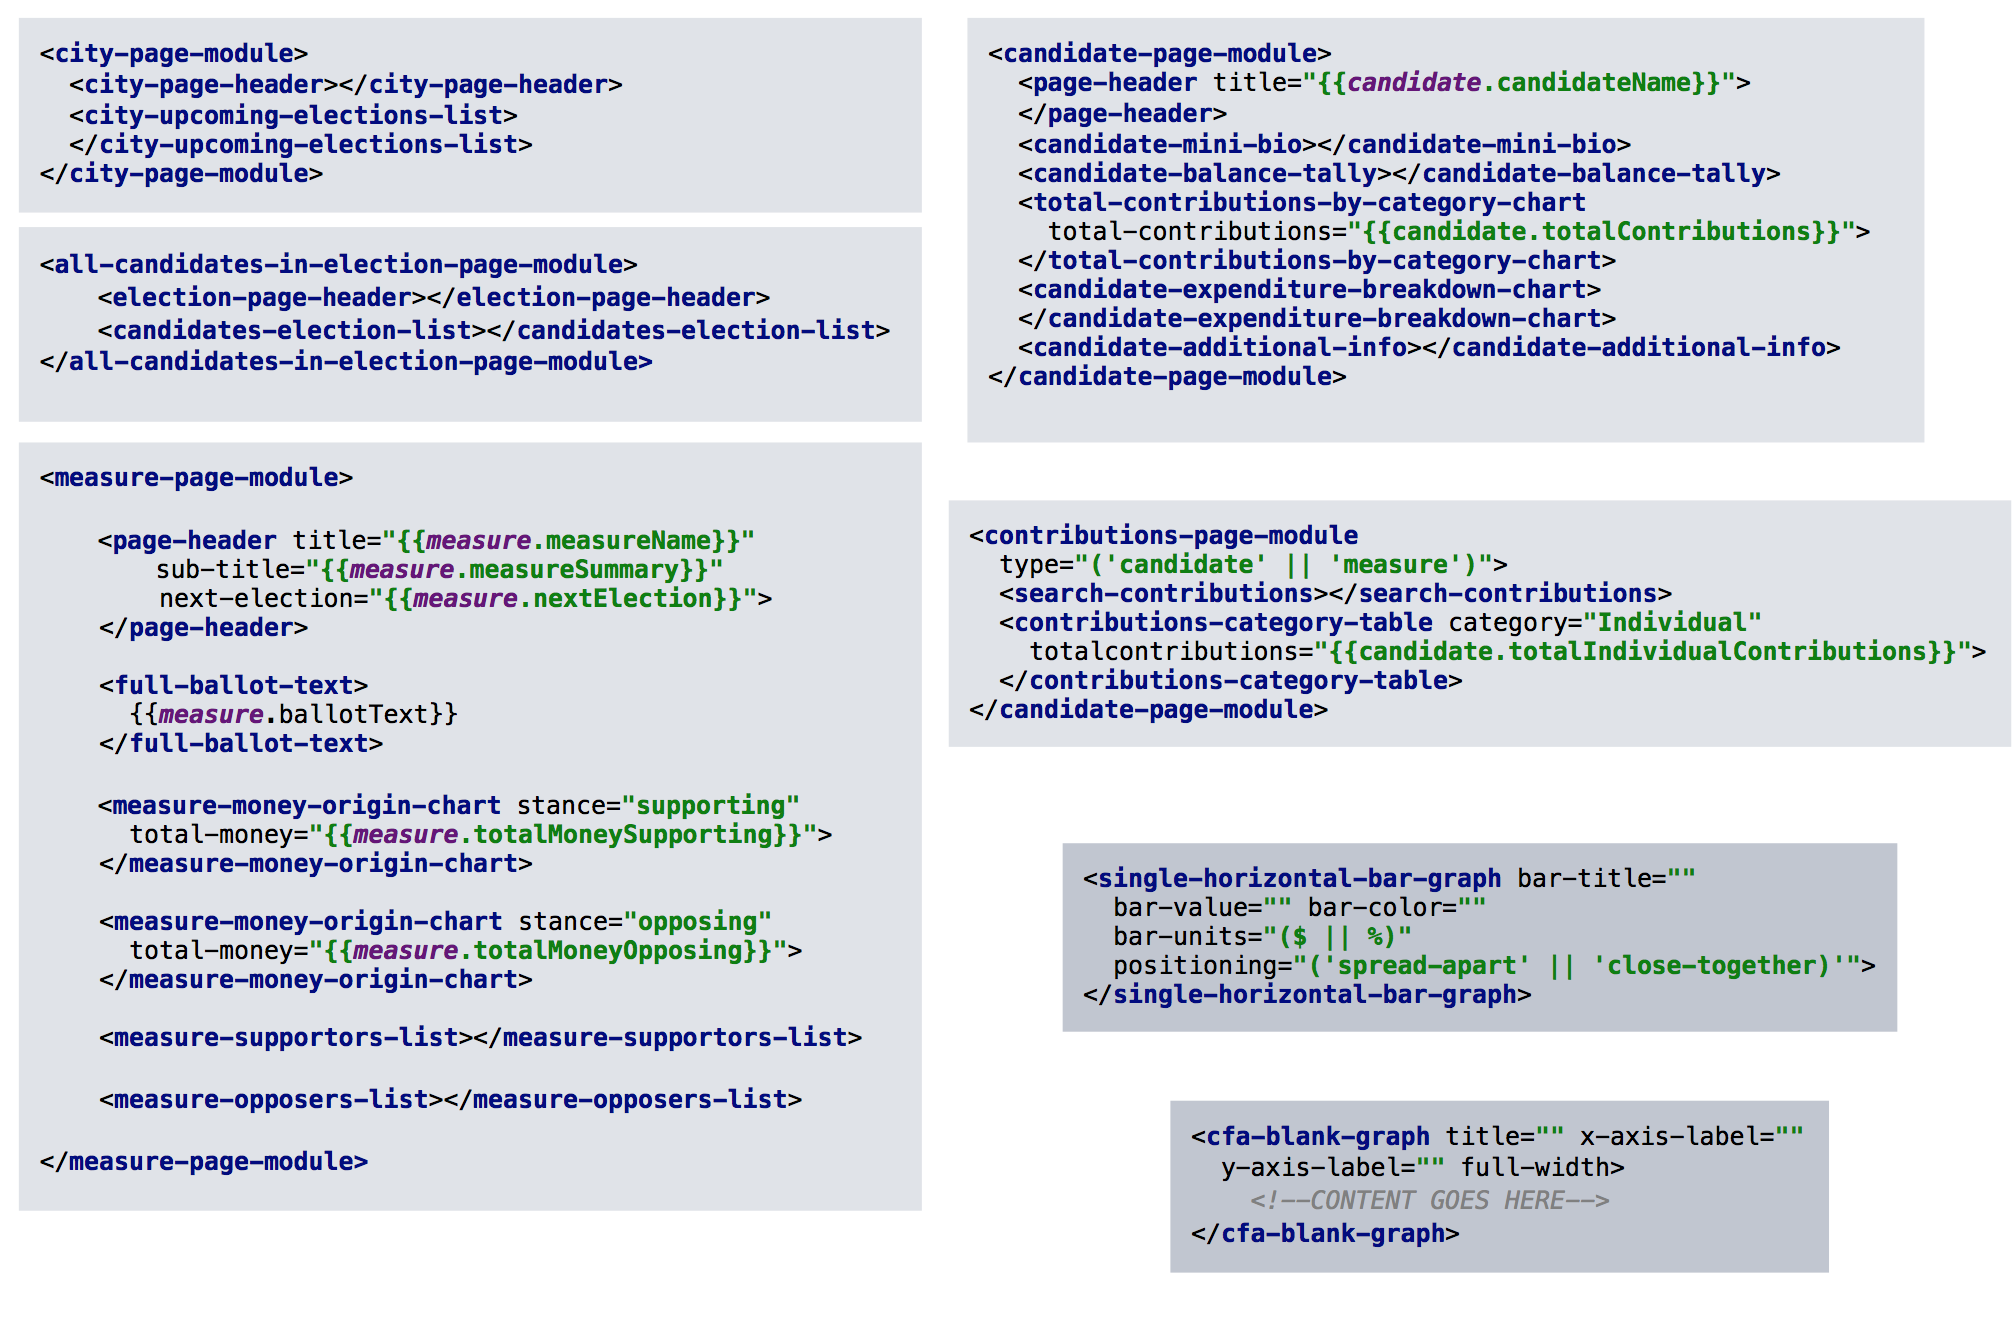 <city-page-module>
  <city-page-header></city-page-header>
  <city-upcoming-elections-list>
  </city-upcoming-elections-list>
</city-page-module>
<all-candidates-in-election-page-module>
    <election-page-header></election-page-header>
    <candidates-election-list></candidates-election-list>
</all-candidates-in-election-page-module>
<measure-page-module>
    <page-header title="{{measure.measureName}}"
        sub-title="{{measure.measureSummary}}"
        next-election="{{measure.nextElection}}">
    </page-header>
    <full-ballot-text>
      {{measure.ballotText}}
    </full-ballot-text>
    <measure-money-origin-chart stance="supporting"
      total-money="{{measure.totalMoneySupporting}}">
    </measure-money-origin-chart>
    <measure-money-origin-chart stance="opposing"
      total-money="{{measure.totalMoneyOpposing}}">
    </measure-money-origin-chart>
    <measure-supportors-list></measure-supportors-list>
    <measure-opposers-list></measure-opposers-list>
</measure-page-module>
<candidate-page-module>
  <page-header title="{{candidate.candidateName}}">
  </page-header>
  <candidate-mini-bio></candidate-mini-bio>
  <candidate-balance-tally></candidate-balance-tally>
  <total-contributions-by-category-chart
    total-contributions="{{candidate.totalContributions}}">
  </total-contributions-by-category-chart>
  <candidate-expenditure-breakdown-chart>
  </candidate-expenditure-breakdown-chart>
  <candidate-additional-info></candidate-additional-info>
</candidate-page-module>
<contributions-page-module
  type="('candidate' || 'measure')">
  <search-contributions></search-contributions>
  <contributions-category-table category="Individual"
    totalcontributions="{{candidate.totalIndividualContributions}}">
  </contributions-category-table>
</candidate-page-module>
<single-horizontal-bar-graph bar-title=""
  bar-value="" bar-color=""
  bar-units="($ || %)"
  positioning="('spread-apart' || 'close-together)'">
</single-horizontal-bar-graph>
<cfa-blank-graph title="" x-axis-label=""
  y-axis-label="" full-width>
    <!--CONTENT GOES HERE-->
</cfa-blank-graph>